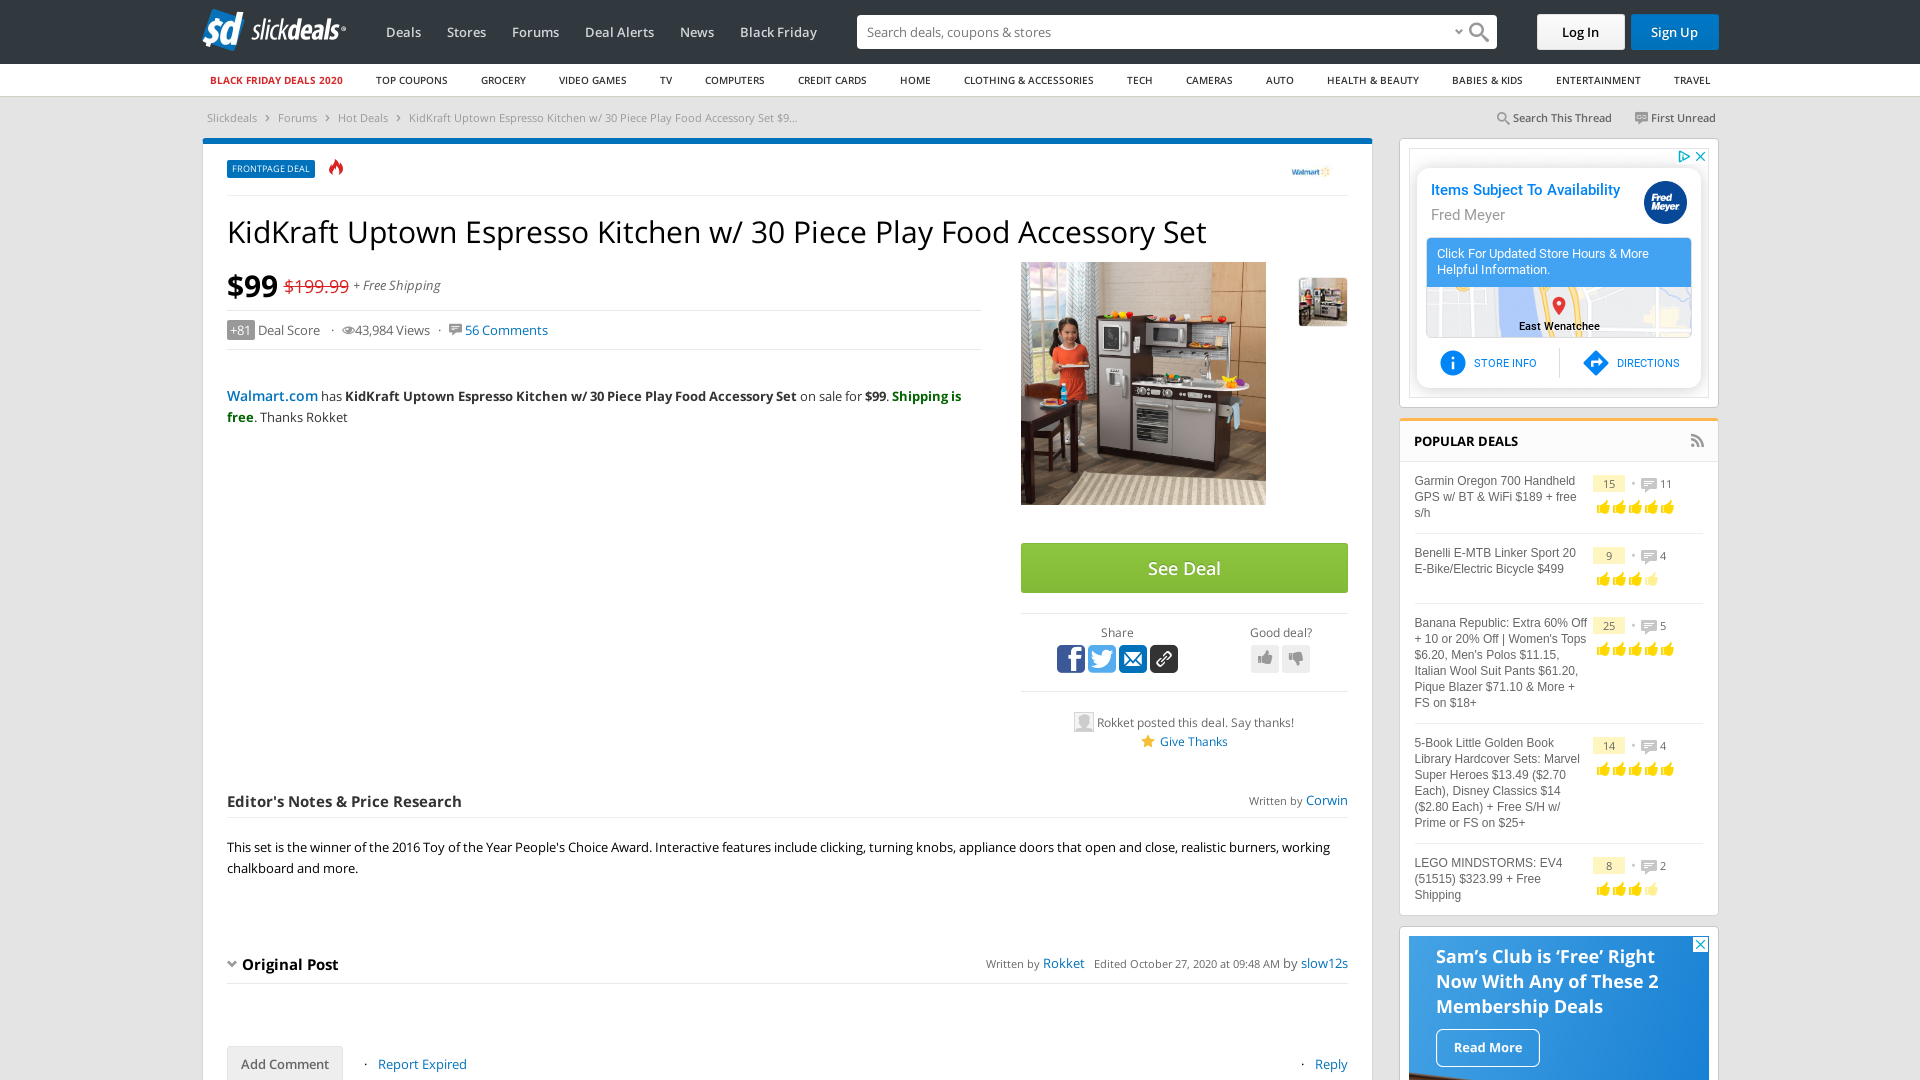 sd slickdeals
Deals Stores Forums Deal Alerts News Black Friday
Search deals, coupons & stores
Log In
Sign Up
BLACK FRIDAY DEALS 2020 TOP COUPONS GROCERY VIDEO GAMES TV COMPUTERS CREDIT CARDS HOME CLOTHING & ACCESSORIES TECH CAMERAS AUTO HEALTH & BEAUTY BABIES & KIDS ENTERTAINMENT TRAVEL
Slickdeals › Forums › Hot Deals › KidKraft Uptown Espresso Kitchen w/ 30 Piece Play Food Accessory Set $9...
Search This Thread First Unread
FRONTPAGE DEAL
Walmart
KidKraft Uptown Espresso Kitchen w/ 30 Piece Play Food Accessory Set
$99 $199.99 + Free Shipping
+81 Deal Score · 43,984 Views · 56 Comments
Walmart.com has KidKraft Uptown Espresso Kitchen w/ 30 Piece Play Food Accessory Set on sale for $99. Shipping is
free. Thanks Rokket
See Deal
Share
Good deal?
Rokket posted this deal. Say thanks!
Give Thanks
Editor's Notes & Price Research
Written by Corwin
This set is the winner of the 2016 Toy of the Year People's Choice Award. Interactive features include clicking, turning knobs, appliance doors that open and close, realistic burners, working
chalkboard and more.
Original Post
Written by Rokket Edited October 27, 2020 at 09:48 AM by slow12s
Add Comment · Report Expired
· Reply
Items Subject To Availability
Fred Meyer
Fred
Meyer
Click For Updated Store Hours & More
Helpful Information.
East Wenatchee
STORE INFO
DIRECTIONS
POPULAR DEALS
Garmin Oregon 700 Handheld
GPS w/ BT & WiFi $189 + free
s/h
15 • 11
Benelli E-MTB Linker Sport 20
E-Bike/Electric Bicycle $499
9 • 4
Banana Republic: Extra 60% Off
+ 10 or 20% Off | Women's Tops
$6.20, Men's Polos $11.15,
Italian Wool Suit Pants $61.20,
Pique Blazer $71.10 & More +
FS on $18+
25 • 5
5-Book Little Golden Book
Library Hardcover Sets: Marvel
Super Heroes $13.49 ($2.70
Each), Disney Classics $14
($2.80 Each) + Free S/H w/
Prime or FS on $25+
14 • 4
LEGO MINDSTORMS: EV4
(51515) $323.99 + Free
Shipping
8 • 2
Sam's Club is ‘Free’ Right
Now With Any of These 2
Membership Deals
Read More